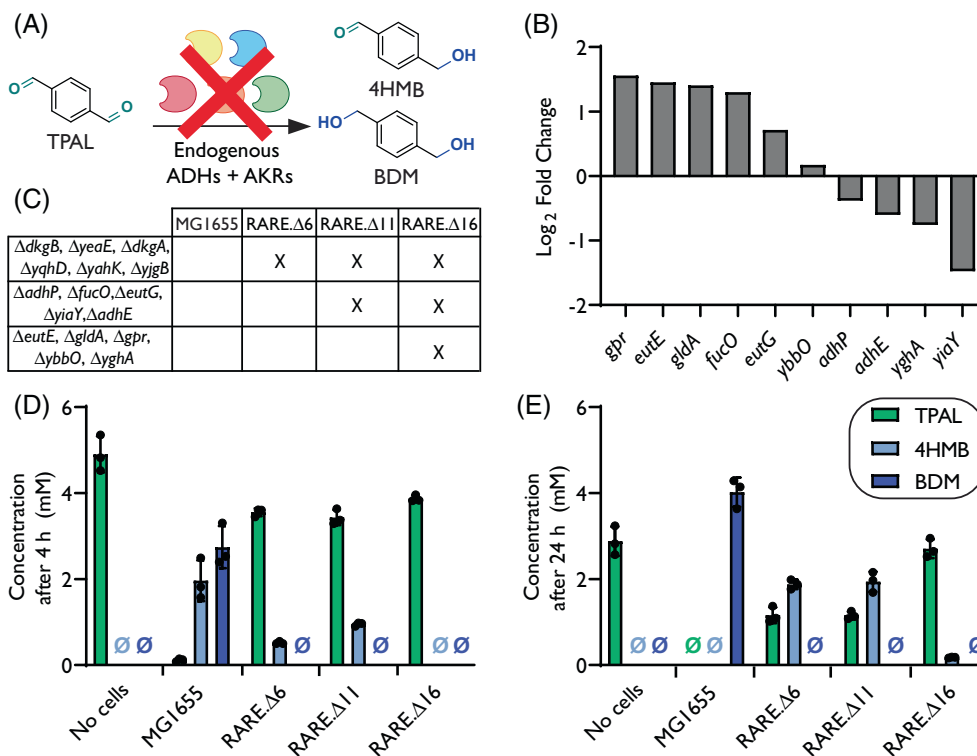 (A)
O
O
TPAL
Endogenous
ADHs + AKRs
O
OH
4HMB
HO
OH
BDM
(B)
Log2 Fold Change
2
1
0
-1
-2
gpr
eutE
gldA
fucO
eutG
ybbO
adhP
adhE
yghA
yiaY
(C)
MG1655 RARE.Δ6 RARE.Δ11 RARE.Δ16
ΔdkgB, ΔyeaE, ΔdkgA,
ΔyqhD, ΔyahK, ΔyjgB
X X X
ΔadhP, ΔfucO,ΔeutG,
ΔyiaY,ΔadhE
X X
ΔeutE, ΔgldA, Δgpr,
ΔybbO, ΔyghA
X
(D)
Concentration
after 4 h (mM)
6
4
2
0
Ø Ø Ø Ø Ø Ø
No cells
MG1655
RARE.Δ6
RARE.Δ11
RARE.Δ16
(E)
Concentration
after 24 h (mM)
6
4
2
0
TPAL
4HMB
BDM
Ø Ø Ø Ø Ø Ø Ø
No cells
MG1655
RARE.Δ6
RARE.Δ11
RARE.Δ16